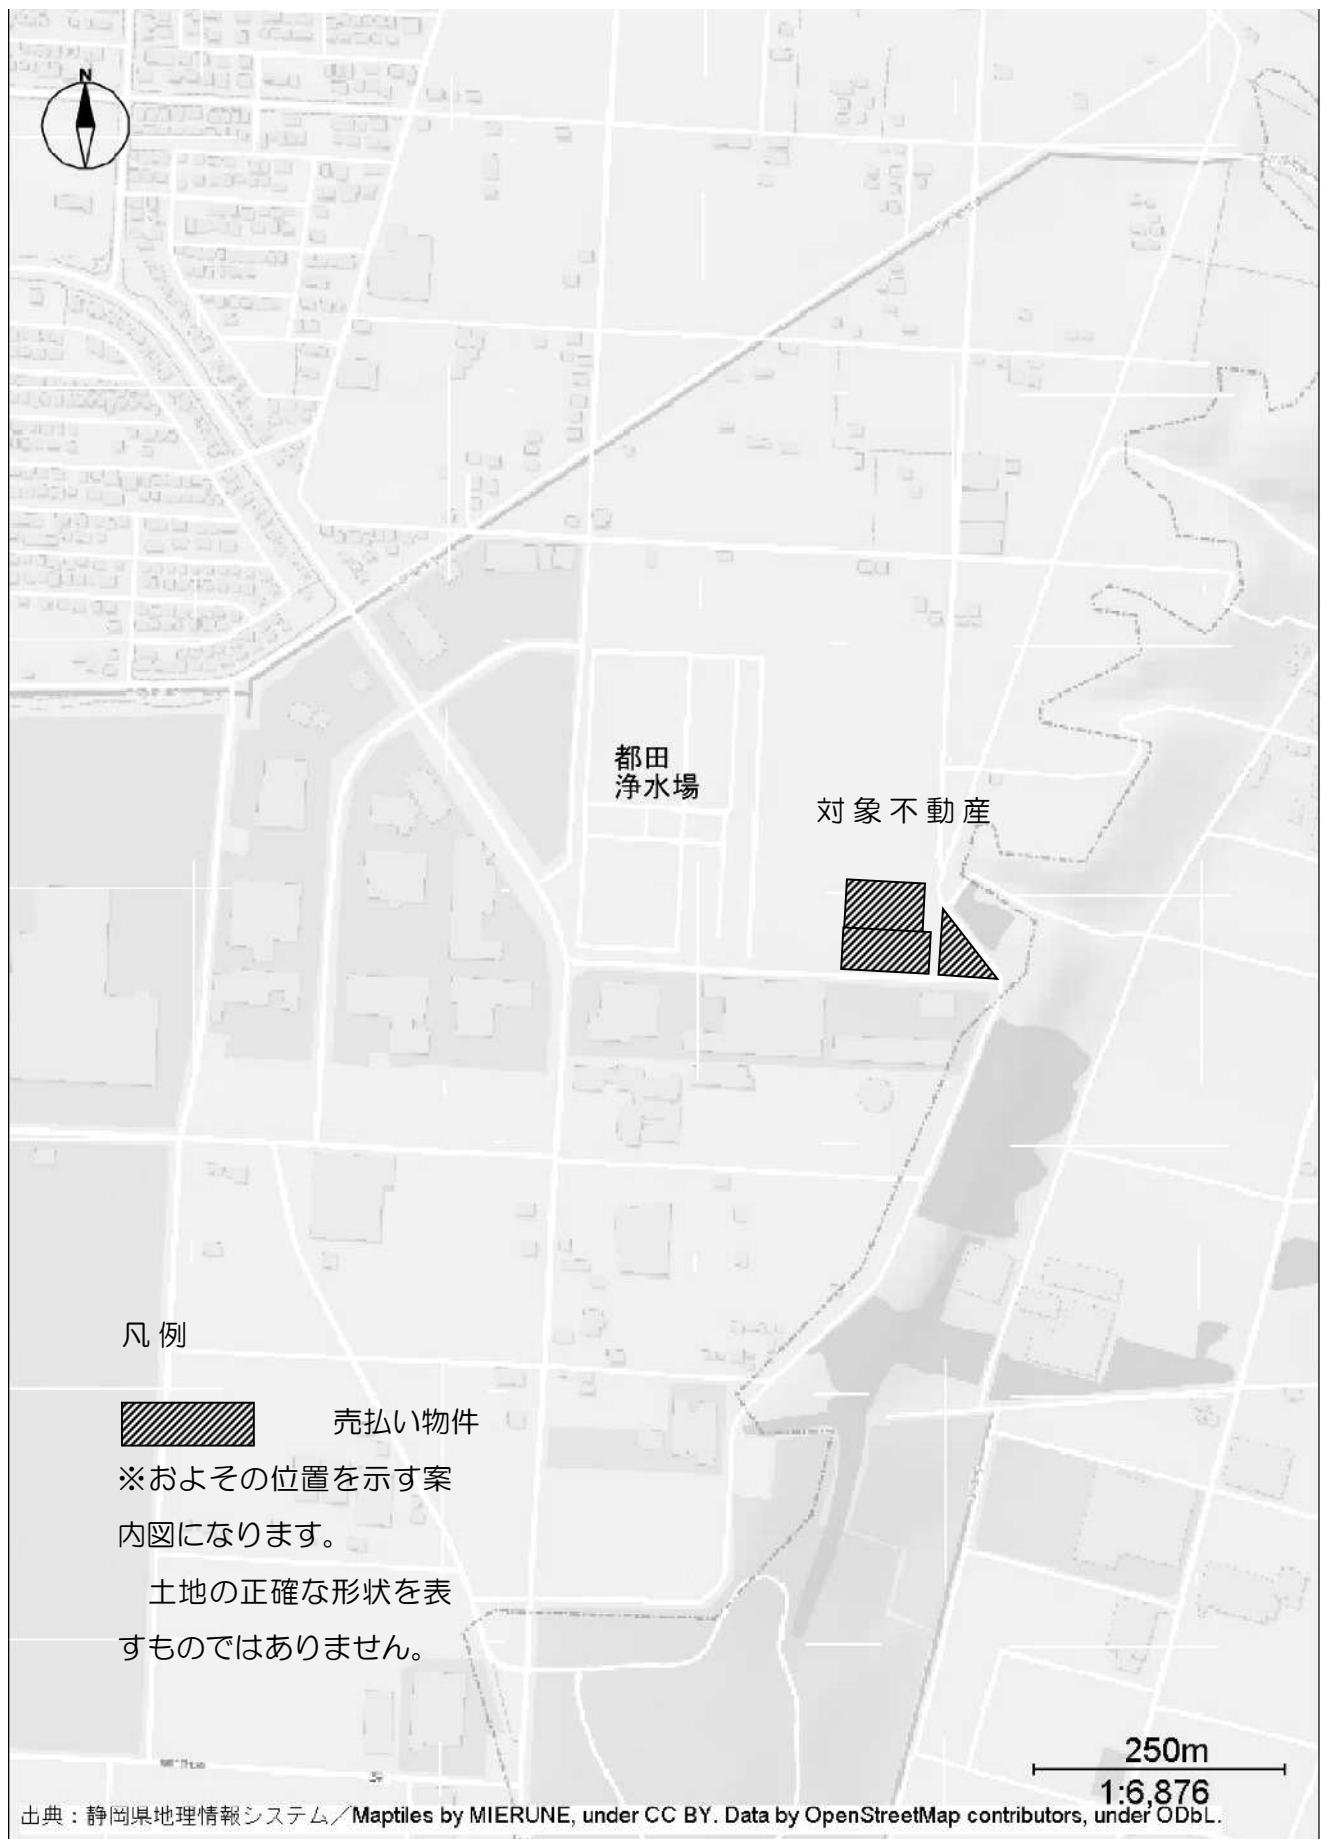 N
都田
浄水場
対象不動産
凡例
売払い物件
※およその位置を示す案
内図になります。
土地の正確な形状を表
すものではありません。
250m
1:6,876
出典：静岡県地理情報システム／Maptiles by MIERUNE, under CC BY. Data by OpenStreetMap contributors, under ODbL.